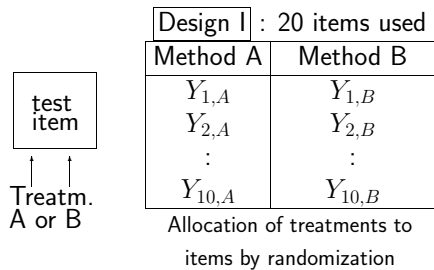 Design I : 20 items used
Method A Method B
Y_{1,A} Y_{1,B}
Y_{2,A} Y_{2,B}
: :
Y_{10,A} Y_{10,B}
test
item
Treatm.
A or B
Allocation of treatments to
items by randomization